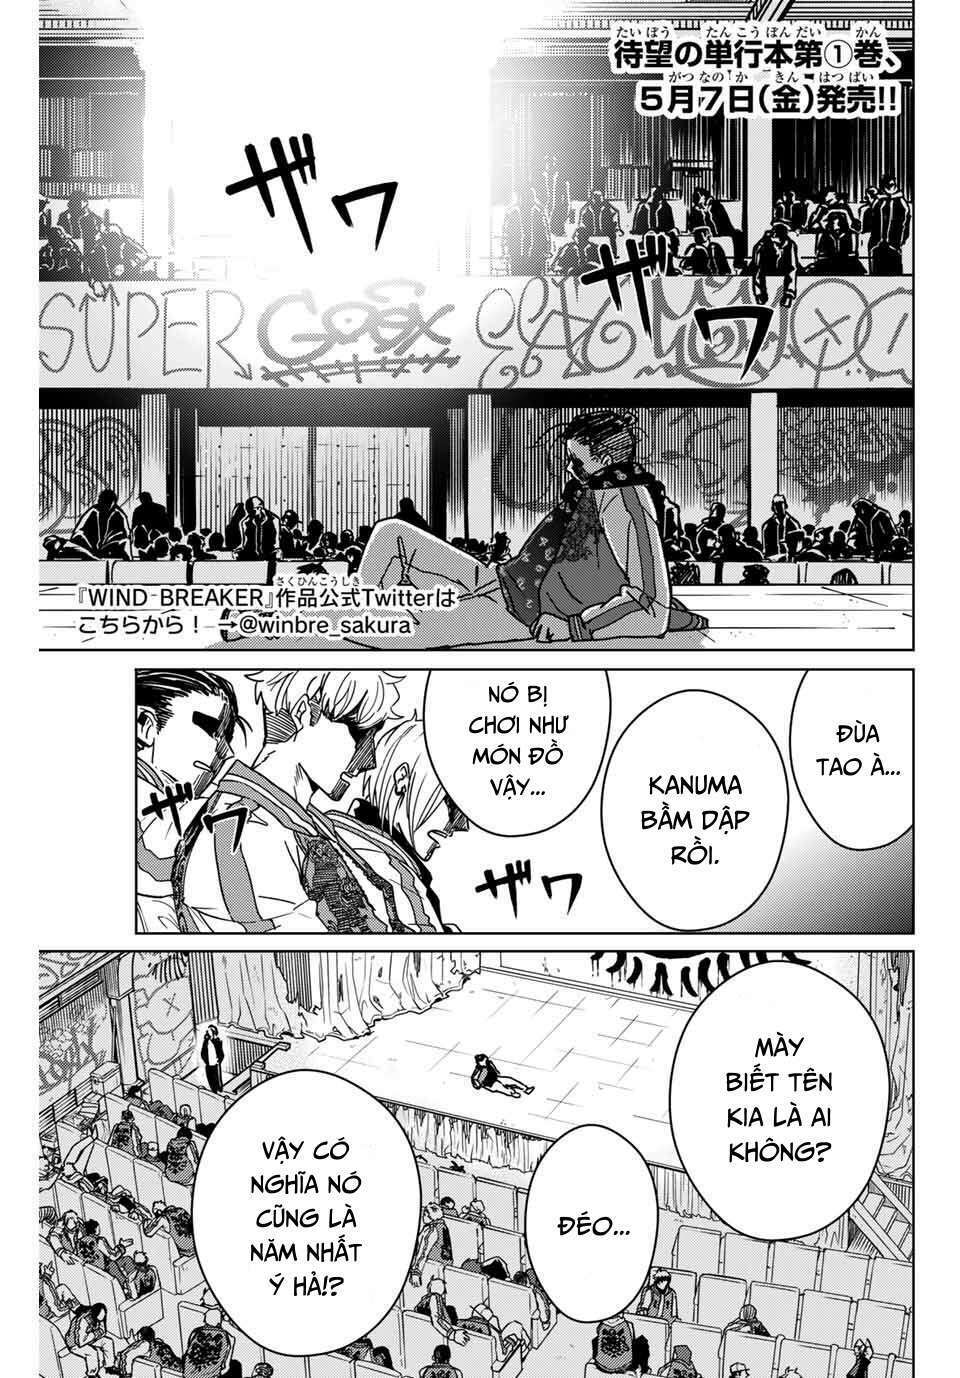 待望の単行本第①巻、
5月7日(金)発売!!
ザワ
ザワ
SUPER
『WIND BREAKER』作品公式Twitterは
こちらから！ →@winbre_sakura
ĐÙA
TAO À...
KANUMA
BẦM DẬP
RỒI.
NÓ BỊ
CHƠI NHƯ
MÓN ĐỒ
VẬY...
ザワ
ザワ
MÀY
BIẾT TÊN
KIA LÀ AI
KHÔNG?
ĐÉO...
VẬY CÓ
NGHĨA NÓ
CŨNG LÀ
NĂM NHẤT
Ý HẢ!?